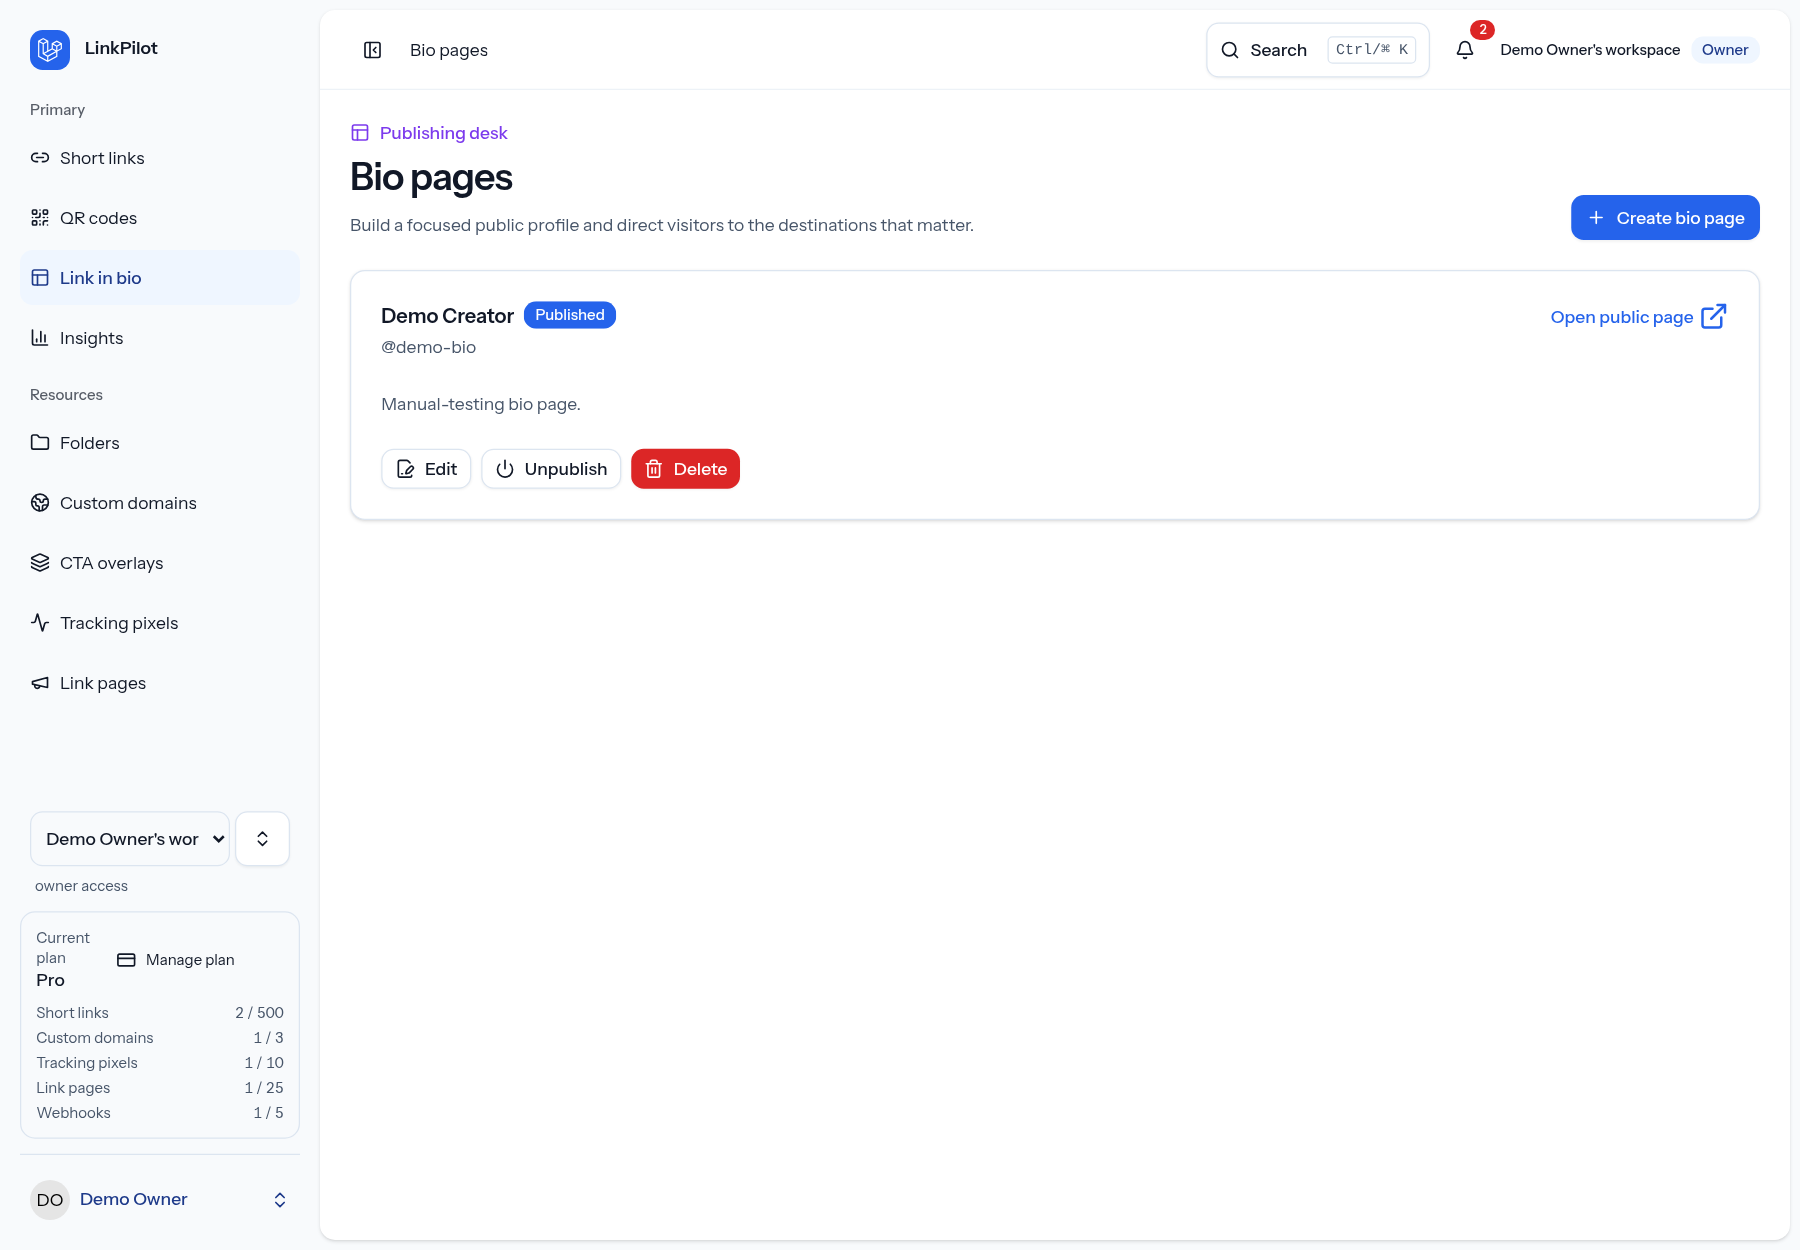 LinkPilot
Primary
Short links
QR codes
Link in bio
Insights
Resources
Folders
Custom domains
CTA overlays
Tracking pixels
Link pages
Demo Owner's wor
owner access
Current
plan
Pro
Manage plan
Short links 2 / 500
Custom domains 1 / 3
Tracking pixels 1 / 10
Link pages 1 / 25
Webhooks 1 / 5
DO Demo Owner
Bio pages
Search Ctrl/⌘ K
2
Demo Owner's workspace Owner
Publishing desk
Bio pages
Build a focused public profile and direct visitors to the destinations that matter.
Create bio page
Demo Creator Published
Open public page
@demo-bio
Manual-testing bio page.
Edit Unpublish Delete